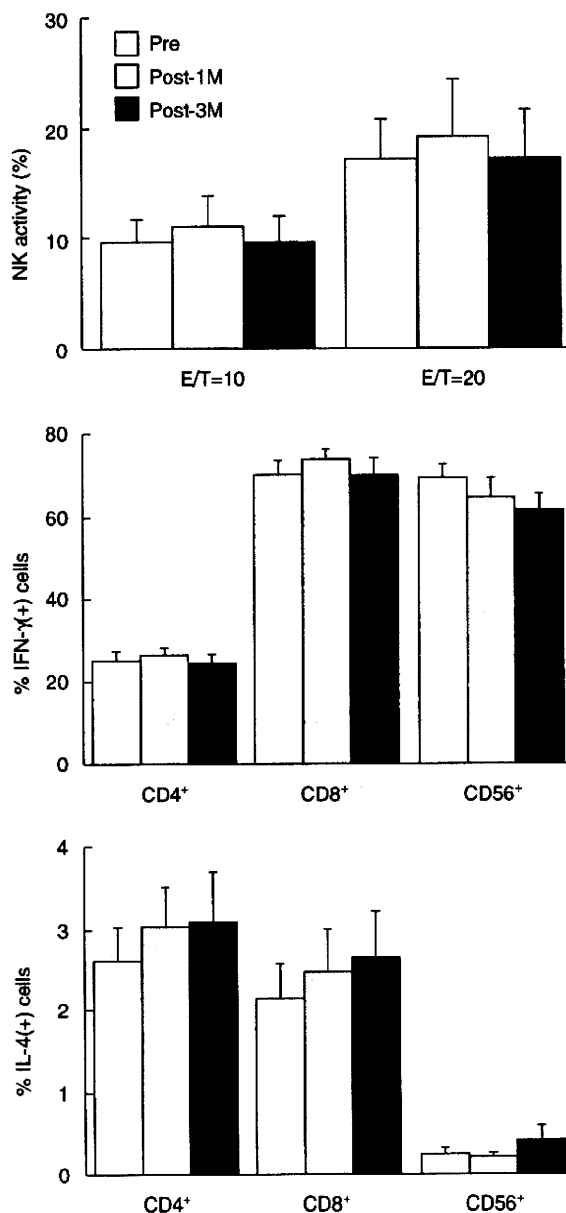 30
Pre
Post-1M
Post-3M
20
10
0
NK activity (%)
E/T=10
E/T=20
80
60
40
20
0
% IFN-γ(+) cells
CD4⁺
CD8⁺
CD56⁺
4
3
2
1
0
% IL-4(+) cells
CD4⁺
CD8⁺
CD56⁺